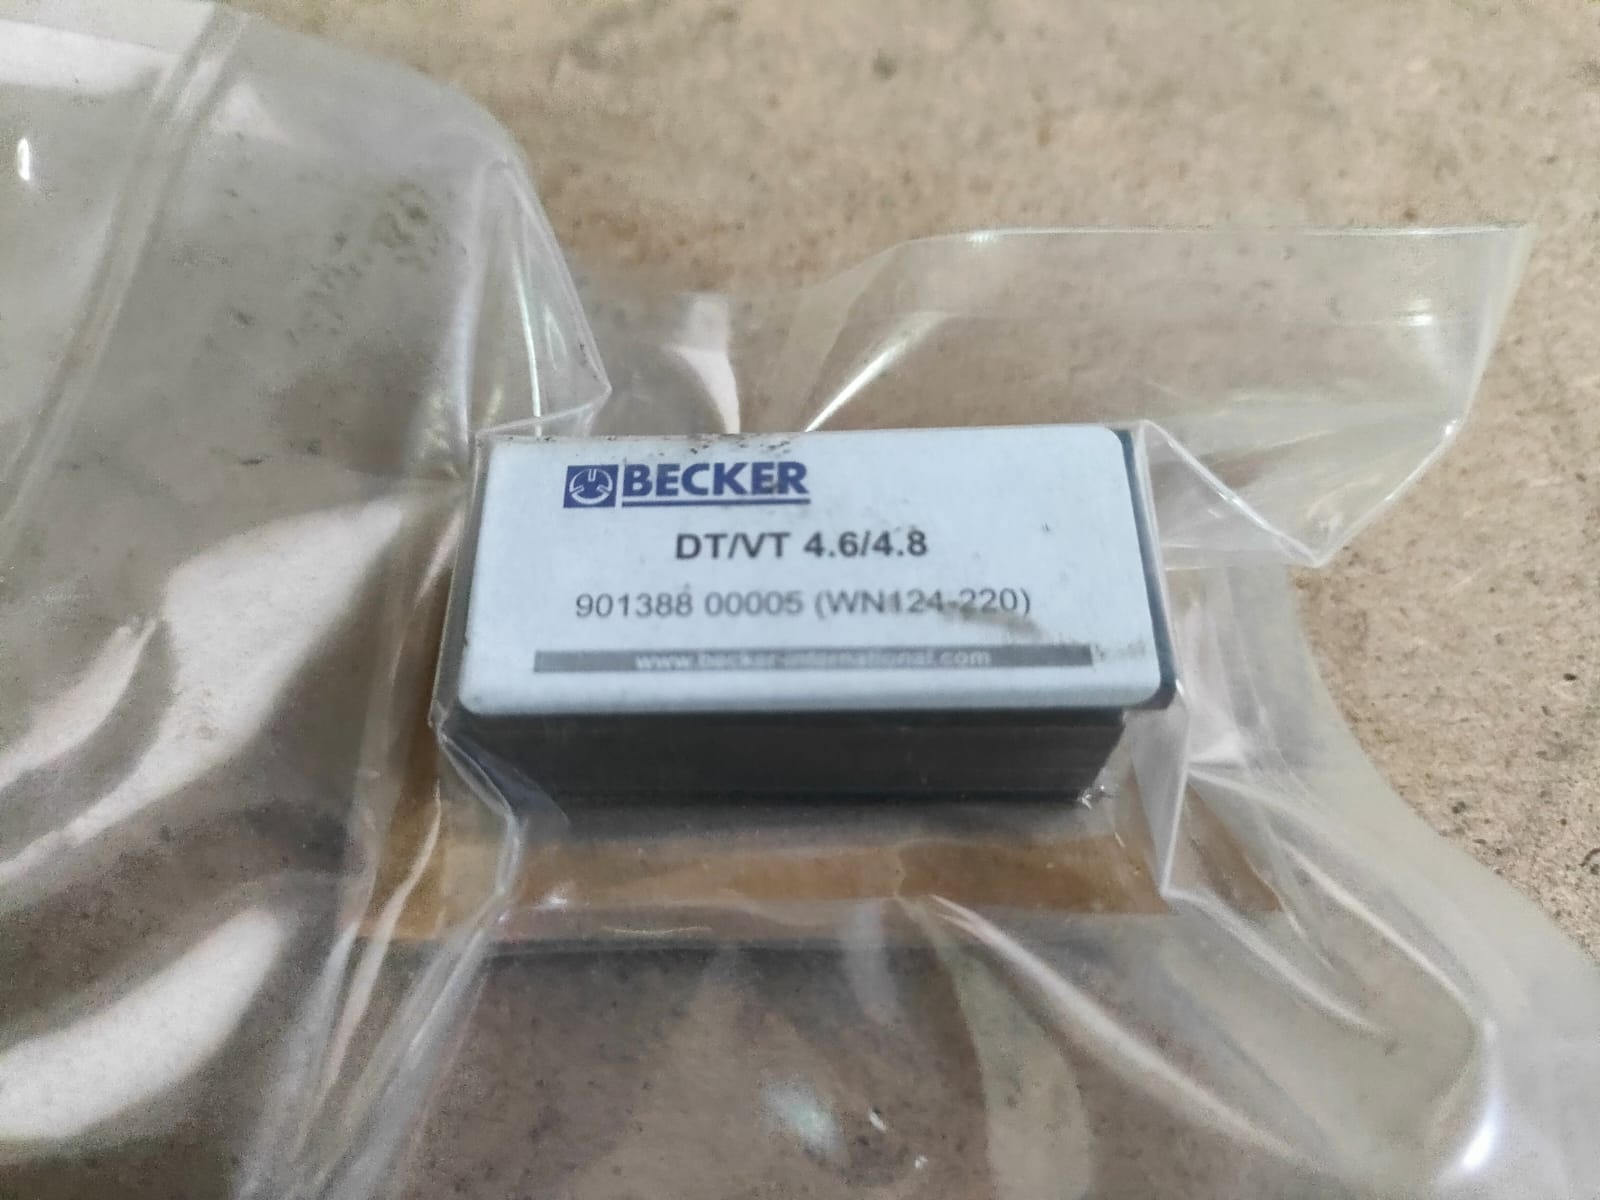 BECKER
DT/VT 4.6/4.8
901388 00005 (WN124-220)
www.becker-international.com